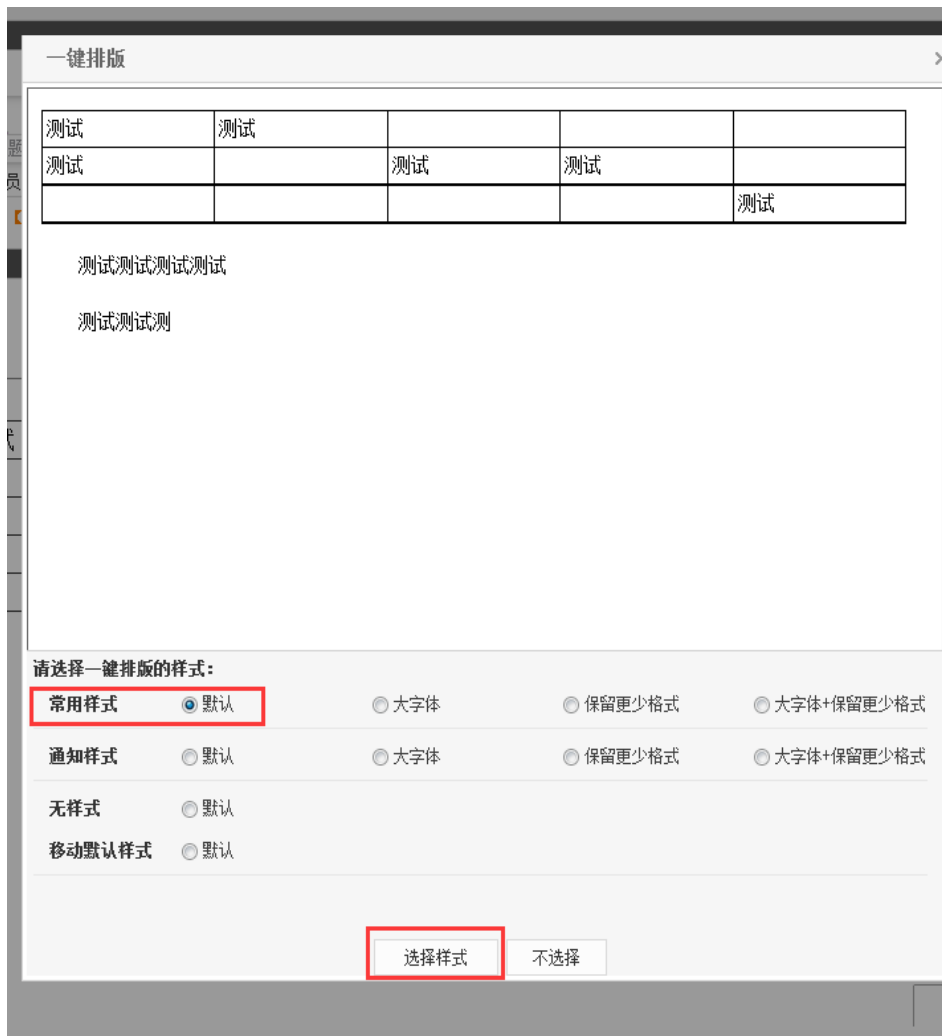 一键排版
测试 测试
测试 测试 测试
测试
测试测试测试测试
测试测试测
请选择一键排版的样式：
常用样式 默认 大字体 保留更少格式 大字体+保留更少格式
通知样式 默认 大字体 保留更少格式 大字体+保留更少格式
无样式 默认
移动默认样式 默认
选择样式 不选择
题
员
式